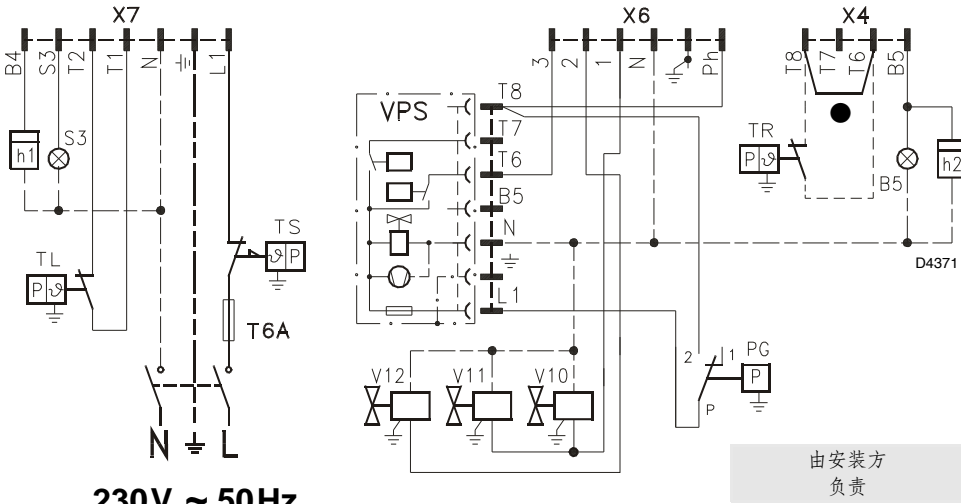 X7
B4 S3 T2 T1 N L1
h1
S3
TL
P ϑ
TS
ϑ P
T6A
N L
230V ~ 50Hz
X6
3 2 1 N Ph
VPS
T8
T7
T6
B5
N
L1
V12 V11 V10
2 1 PG
P
P
X4
T8 T7 T6 B5
TR
P ϑ
B5
h2
D4371
由安装方
负责